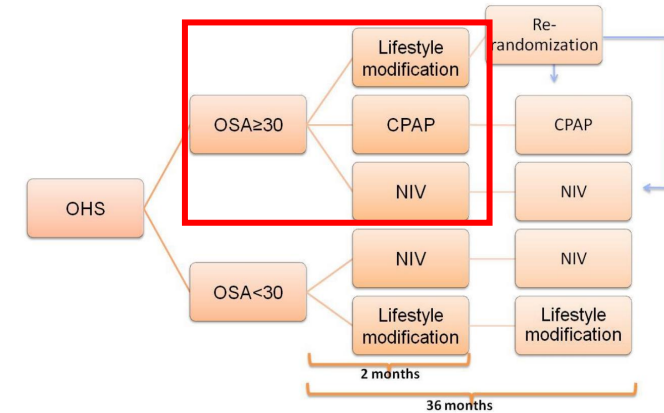 Re-
randomization
Lifestyle
modification
OSA≥30
CPAP
CPAP
NIV
NIV
OHS
NIV
NIV
OSA<30
Lifestyle
modification
Lifestyle
modification
2 months
36 months